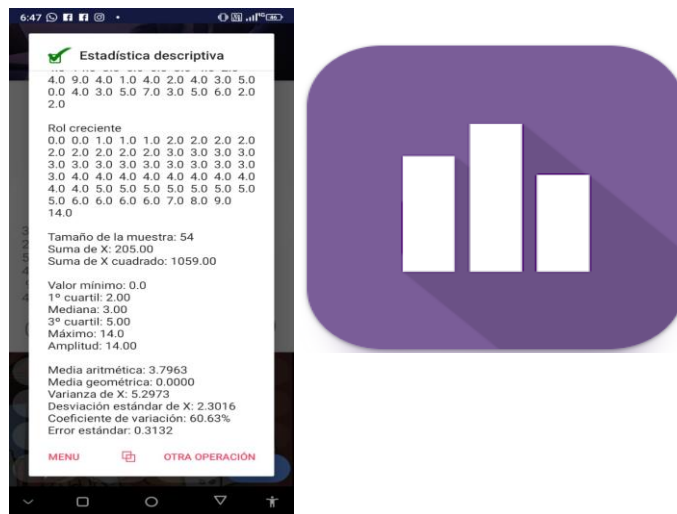 6:47
Estadística descriptiva
4.0 9.0 4.0 1.0 4.0 2.0 4.0 3.0 5.0
0.0 4.0 3.0 5.0 7.0 3.0 5.0 6.0 2.0
2.0
Rol creciente
0.0 0.0 1.0 1.0 1.0 2.0 2.0 2.0 2.0
2.0 2.0 2.0 2.0 2.0 3.0 3.0 3.0 3.0
3.0 3.0 3.0 3.0 3.0 3.0 3.0 3.0 3.0
3.0 4.0 4.0 4.0 4.0 4.0 4.0 4.0 4.0
4.0 4.0 5.0 5.0 5.0 5.0 5.0 5.0 5.0
5.0 6.0 6.0 6.0 6.0 7.0 8.0 9.0
14.0
Tamaño de la muestra: 54
Suma de X: 205.00
Suma de X cuadrado: 1059.00
Valor mínimo: 0.0
1º cuartil: 2.00
Mediana: 3.00
3º cuartil: 5.00
Máximo: 14.0
Amplitud: 14.00
Media aritmética: 3.7963
Media geométrica: 0.0000
Varianza de X: 5.2973
Desviación estándar de X: 2.3016
Coeficiente de variación: 60.63%
Error estándar: 0.3132
MENU OTRA OPERACIÓN